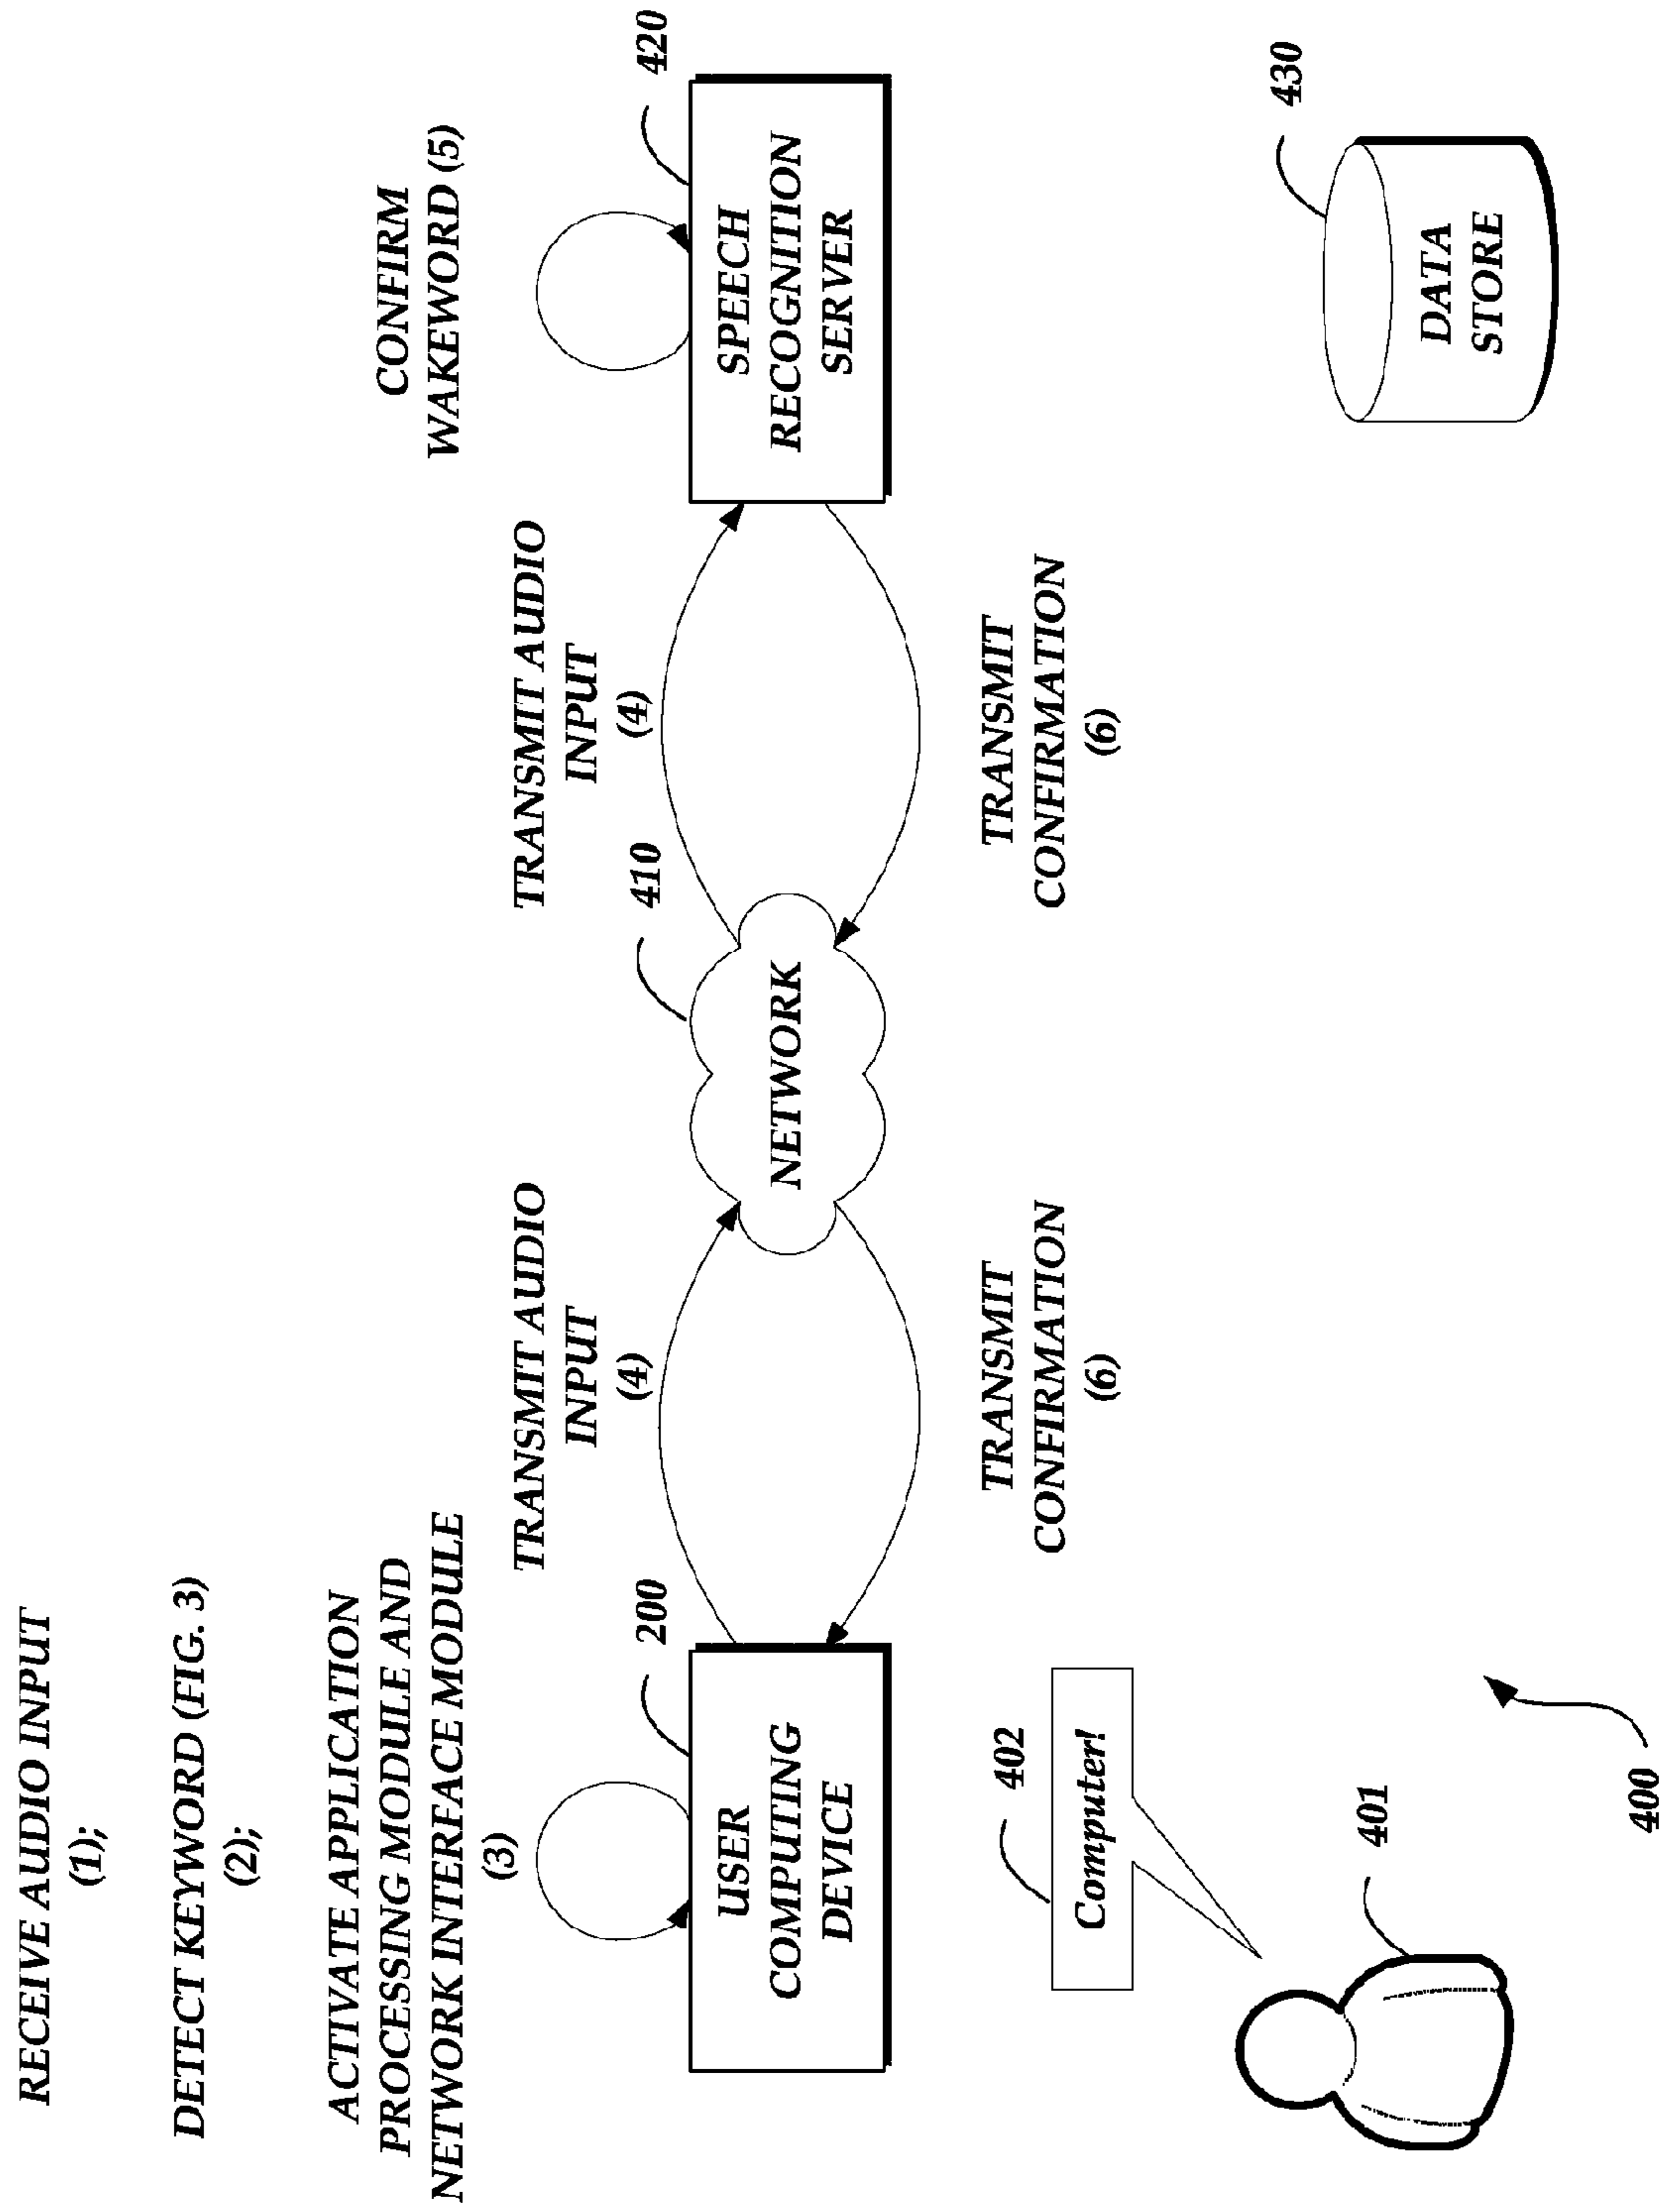 RECEIVE AUDIO INPUT
(1);
DETECT KEYWORD (FIG. 3)
(2);
ACTIVATE APPLICATION
PROCESSING MODULE AND
NETWORK INTERFACE MODULE
(3)
200
USER
COMPUTING
DEVICE
TRANSMIT AUDIO
INPUT
(4)
TRANSMIT
CONFIRMATION
(6)
410
NETWORK
TRANSMIT AUDIO
INPUT
(4)
TRANSMIT
CONFIRMATION
(6)
CONFIRM
WAKEWORD (5)
420
SPEECH
RECOGNITION
SERVER
402
Computer!
401
400
430
DATA
STORE